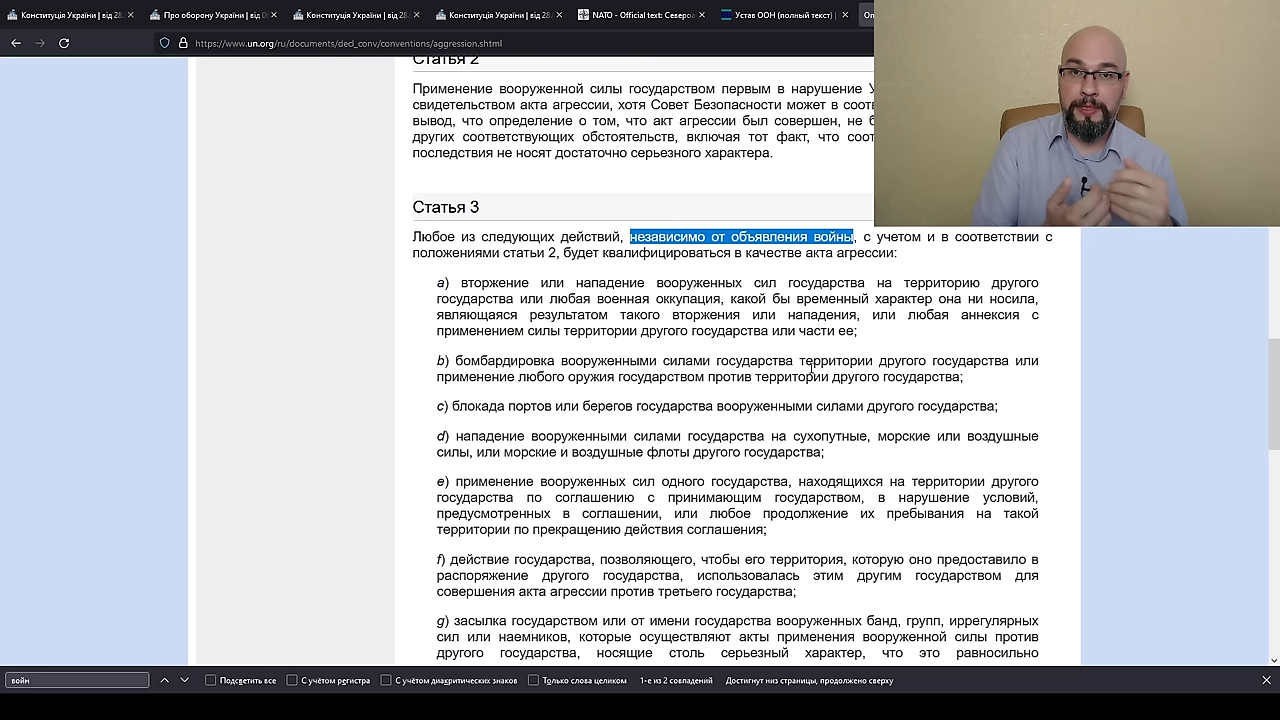 Конституція України | від 28.
Про оборону України | від 0
Конституція України | від 28.
Конституція України | від 28.
NATO - Official text: Северо
Устав ООН (полный текст) |
Оп
https://www.un.org/ru/documents/decl_conv/conventions/aggression.shtml
Статья 2
Применение вооруженной силы государством первым в нарушение У
свидетельством акта агрессии, хотя Совет Безопасности может в соотв
вывод, что определение о том, что акт агрессии был совершен, не б
других соответствующих обстоятельств, включая тот факт, что соот
последствия не носят достаточно серьезного характера.
Статья 3
Любое из следующих действий, независимо от объявления войны, с учетом и в соответствии с
положениями статьи 2, будет квалифицироваться в качестве акта агрессии:
a) вторжение или нападение вооруженных сил государства на территорию другого
государства или любая военная оккупация, какой бы временный характер она ни носила,
являющаяся результатом такого вторжения или нападения, или любая аннексия с
применением силы территории другого государства или части ее;
b) бомбардировка вооруженными силами государства территории другого государства или
применение любого оружия государством против территории другого государства;
c) блокада портов или берегов государства вооруженными силами другого государства;
d) нападение вооруженными силами государства на сухопутные, морские или воздушные
силы, или морские и воздушные флоты другого государства;
e) применение вооруженных сил одного государства, находящихся на территории другого
государства по соглашению с принимающим государством, в нарушение условий,
предусмотренных в соглашении, или любое продолжение их пребывания на такой
территории по прекращению действия соглашения;
f) действие государства, позволяющего, чтобы его территория, которую оно предоставило в
распоряжение другого государства, использовалась этим другим государством для
совершения акта агрессии против третьего государства;
g) засылка государством или от имени государства вооруженных банд, групп, иррегулярных
сил или наемников, которые осуществляют акты применения вооруженной силы против
другого государства, носящие столь серьезный характер, что это равносильно
войн
Подсветить все
С учётом регистра
С учётом диакритических знаков
Только слова целиком
1-е из 2 совпадений
Достигнут низ страницы, продолжено сверху